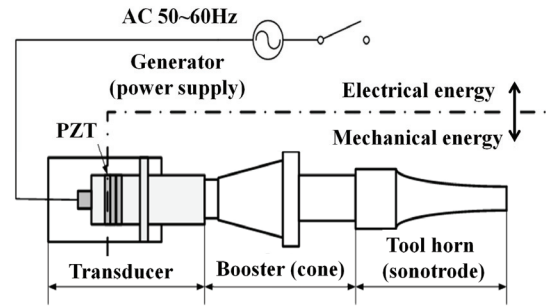 AC 50~60Hz
Generator
(power supply)
Electrical energy
Mechanical energy
PZT
Transducer
Booster (cone)
Tool horn
(sonotrode)